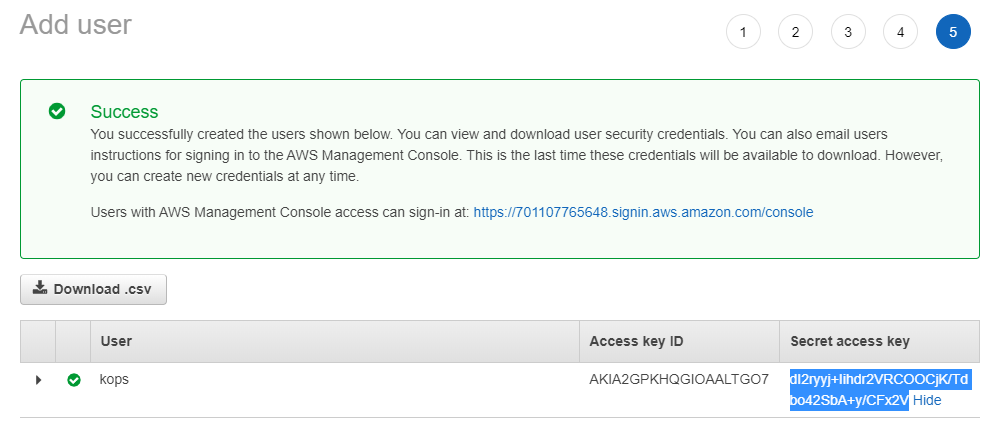 Add user
1 2 3 4 5
Success
You successfully created the users shown below. You can view and download user security credentials. You can also email users
instructions for signing in to the AWS Management Console. This is the last time these credentials will be available to download. However,
you can create new credentials at any time.
Users with AWS Management Console access can sign-in at: https://701107765648.signin.aws.amazon.com/console
Download .csv
User Access key ID Secret access key
kops AKIA2GPKHQGIOAALTGO7
Hide